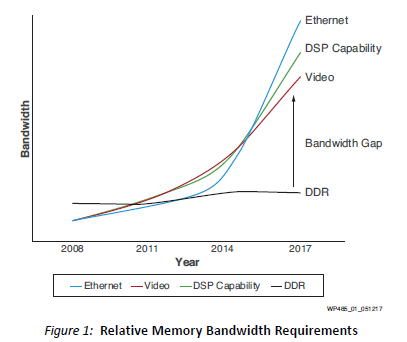 Ethernet
DSP Capability
Video
Bandwidth Gap
DDR
Bandwidth
2008 2011 2014 2017
Year
Ethernet Video DSP Capability DDR
WP485_01_051217
Figure 1: Relative Memory Bandwidth Requirements